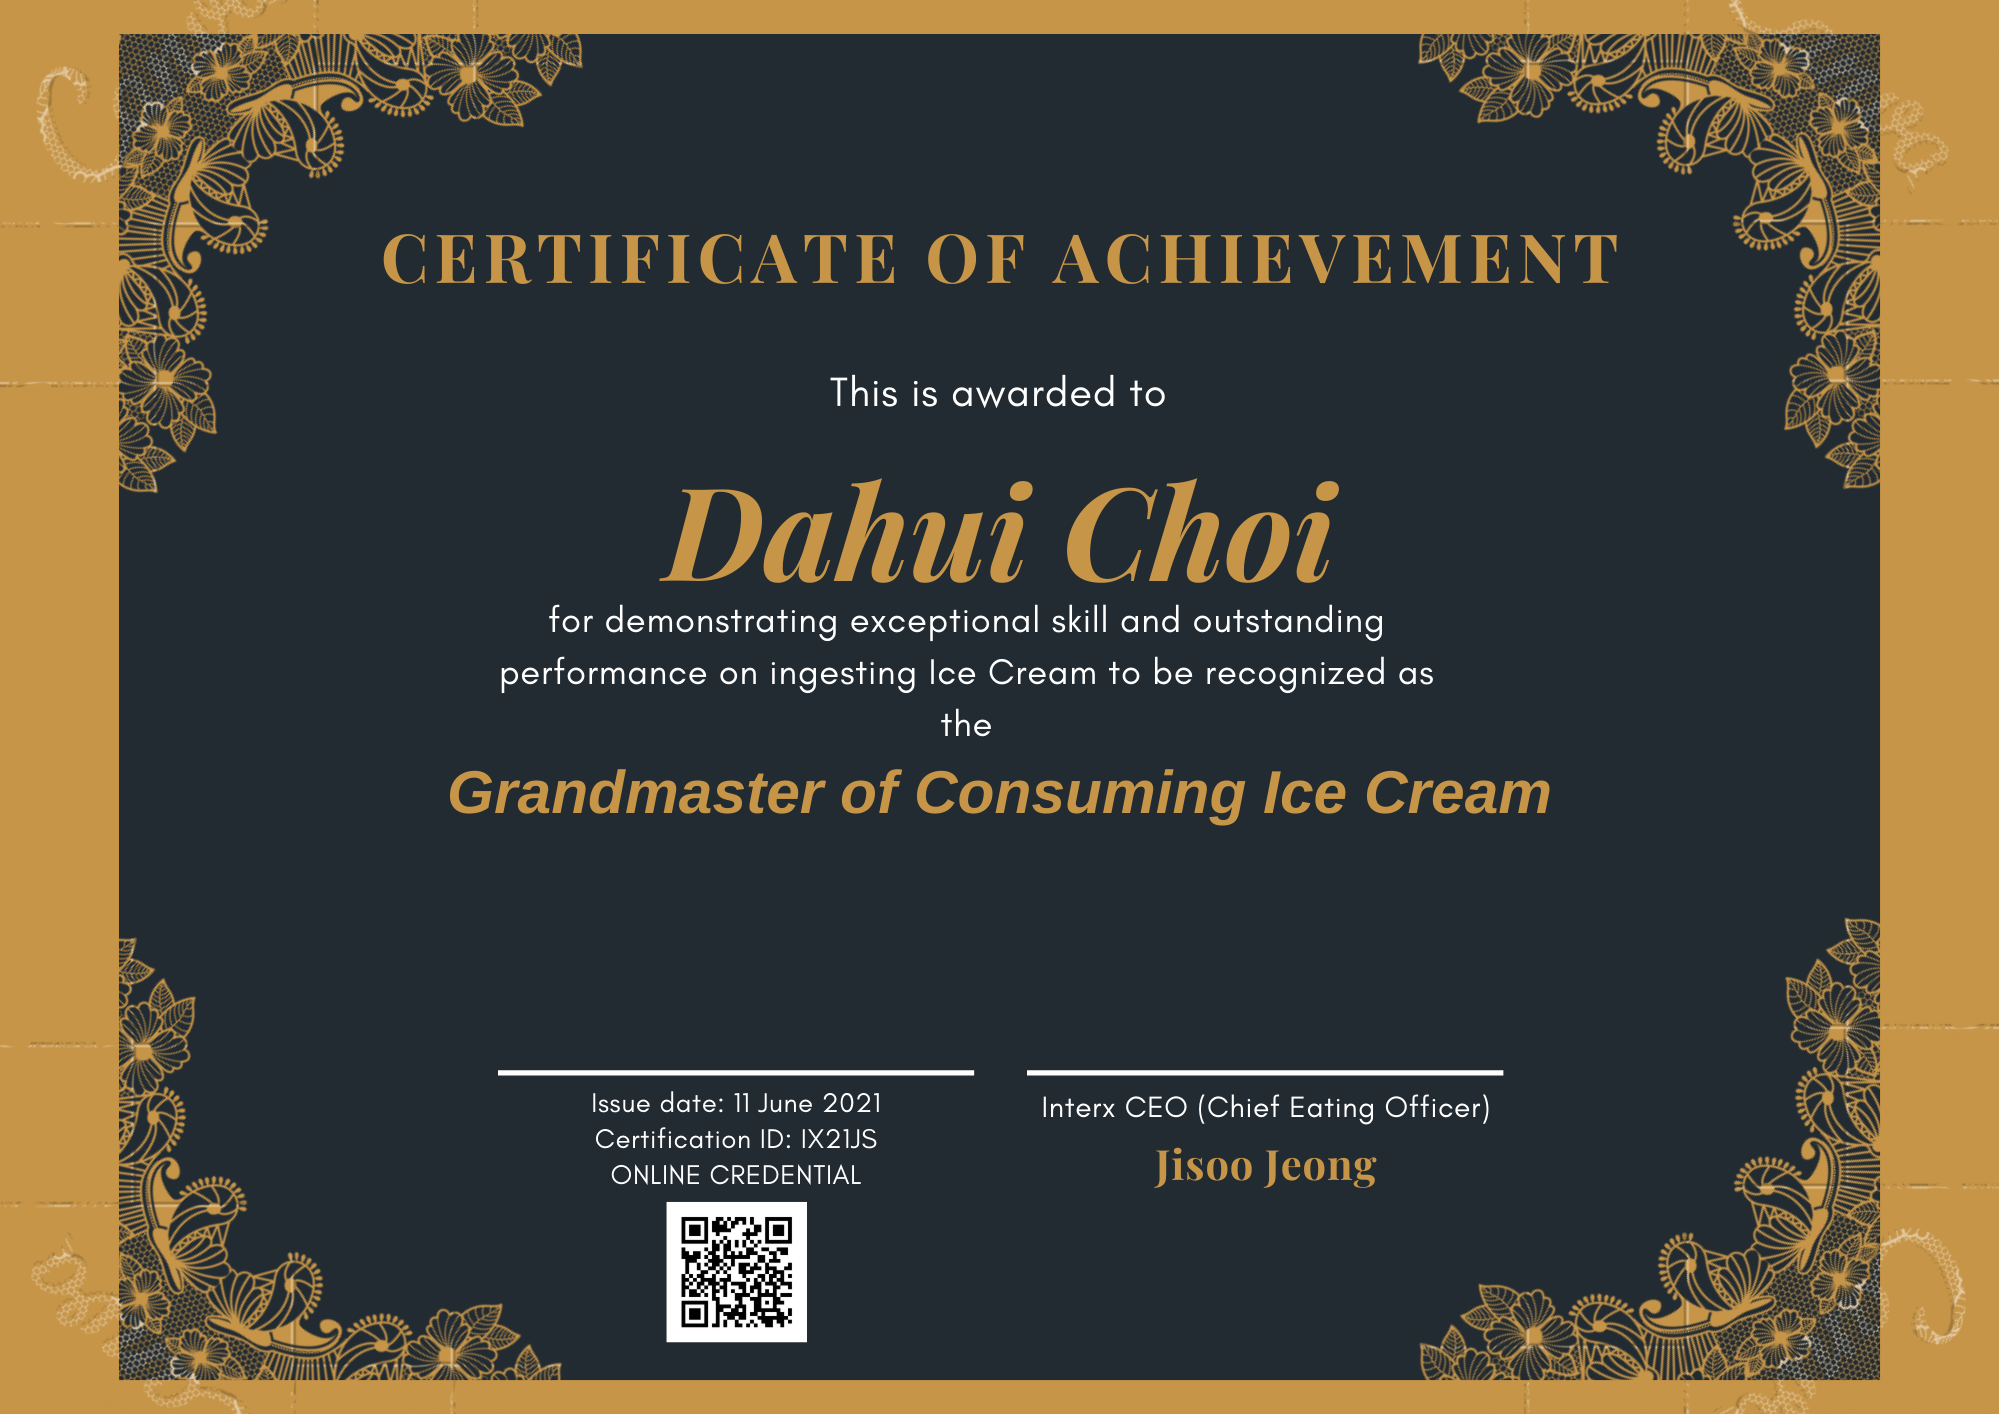 CERTIFICATE OF ACHIEVEMENT
This is awarded to
Dahui Choi
for demonstrating exceptional skill and outstanding
performance on ingesting Ice Cream to be recognized as
the
Grandmaster of Consuming Ice Cream
Issue date: 11 June 2021
Certification ID: IX21JS
ONLINE CREDENTIAL
Interx CEO (Chief Eating Officer)
Jisoo Jeong